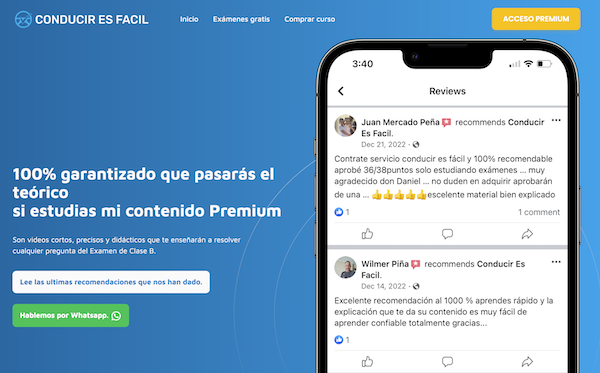 CONDUCIR ES FACIL
Inicio
Exámenes gratis
Comprar curso
ACCESO PREMIUM
100% garantizado que pasarás el
teórico
si estudias mi contenido Premium
Son videos cortos, precisos y didácticos que te enseñarán a resolver
cualquier pregunta del Examen de Clase B.
Lee las ultimas recomendaciones que nos han dado.
Hablemos por Whatsapp.
3:40
Reviews
Juan Mercado Peña recommends Conducir
Es Facil.
Dec 21, 2022
Contrate servicio conducir es fácil y 100% recomendable
aprobé 36/38puntos solo estudiando exámenes ... muy
agradecido don Daniel ... no duden en adquirir aprobarán
de una ... 👍👍👍👍👍escelente material bien explicado
1
1 comment
Wilmer Piña recommends Conducir Es
Facil.
Dec 14, 2022
Excelente recomendación al 1000 % aprendes rápido y la
explicación que te da su contenido es muy fácil de
aprender confiable totalmente gracias...
1